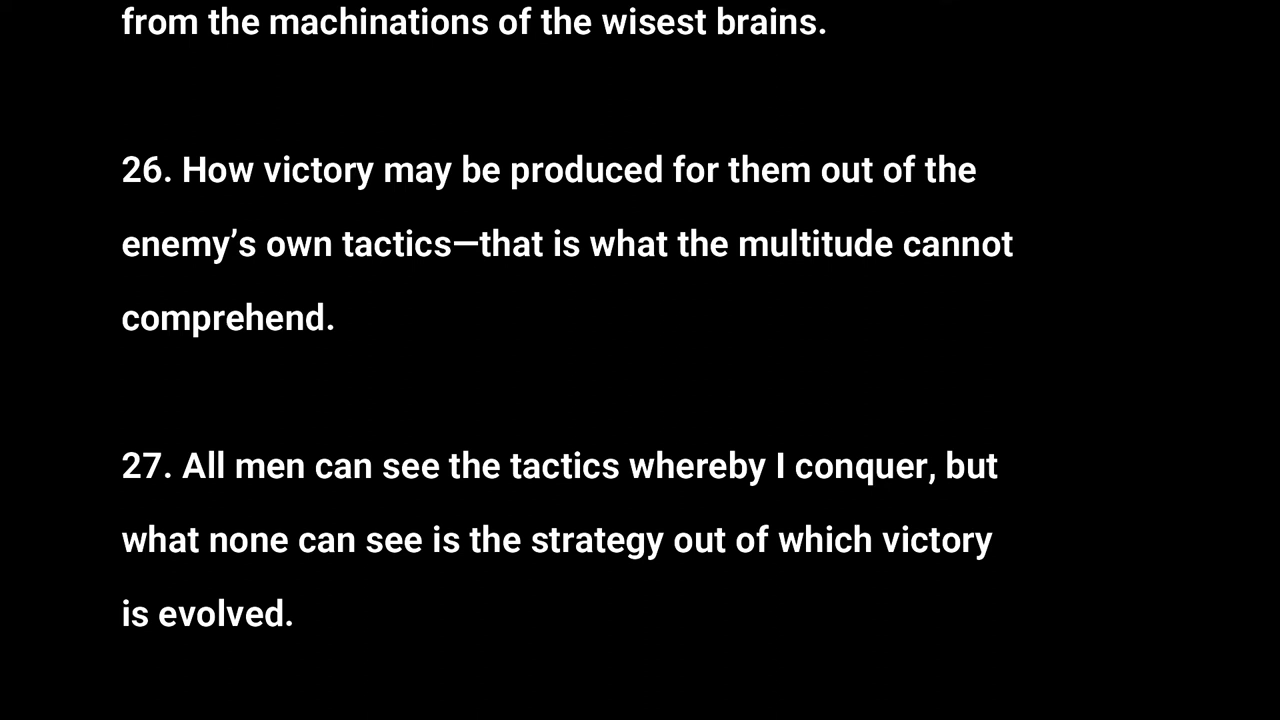 from the machinations of the wisest brains.
26. How victory may be produced for them out of the
enemy’s own tactics—that is what the multitude cannot
comprehend.
27. All men can see the tactics whereby I conquer, but
what none can see is the strategy out of which victory
is evolved.